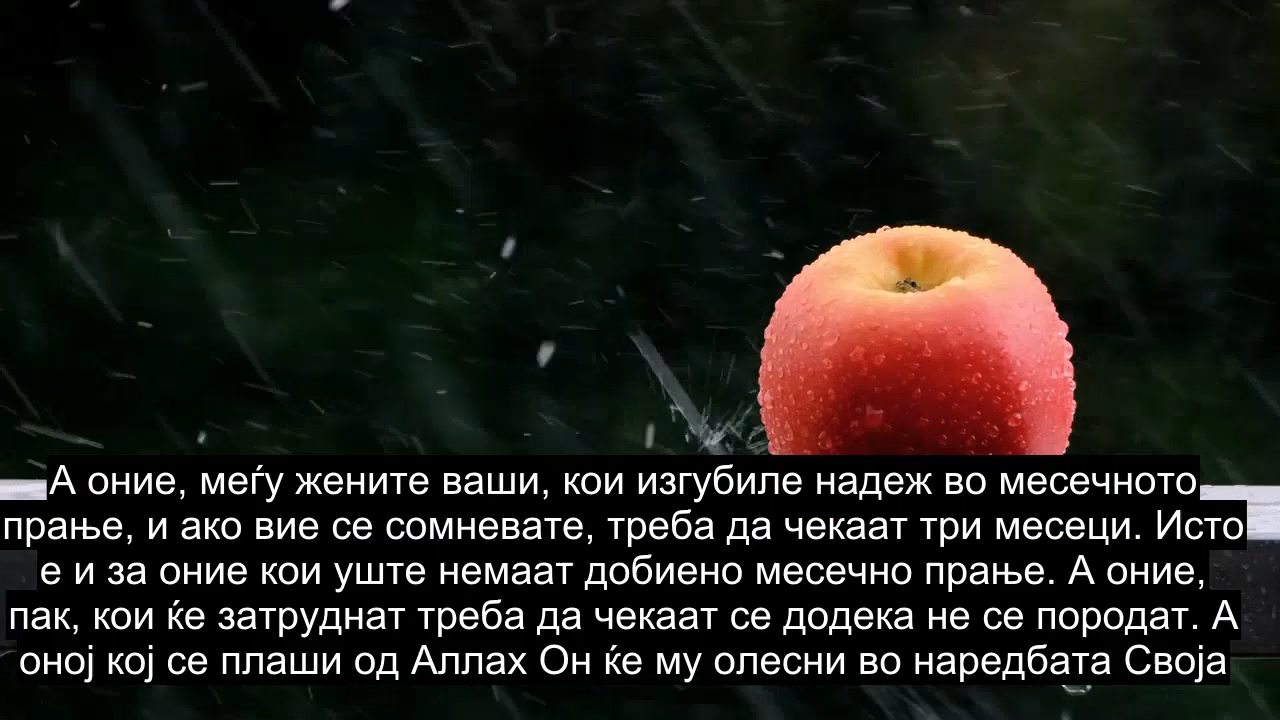 А оние, меѓу жените ваши, кои изгубиле надеж во месечното
прање, и ако вие се сомневате, треба да чекаат три месеци. Исто
е и за оние кои уште немаат добиено месечно прање. А оние,
пак, кои ќе затруднат треба да чекаат се додека не се породат. А
оној кој се плаши од Аллах Он ќе му олесни во наредбата Своја